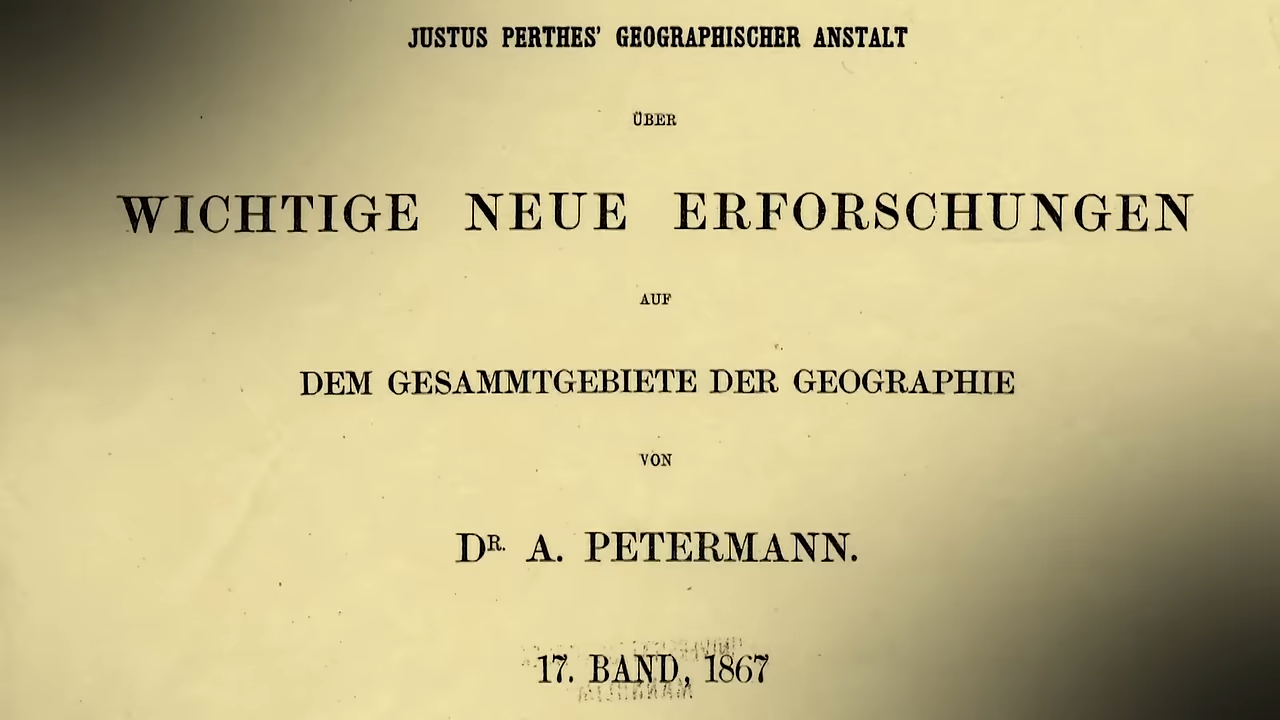 JUSTUS PERTHES' GEOGRAPHISCHER ANSTALT
ÜBER
WICHTIGE NEUE ERFORSCHUNGEN
AUF
DEM GESAMMTGEBIETE DER GEOGRAPHIE
VON
DR. A. PETERMANN.
17. BAND, 1867